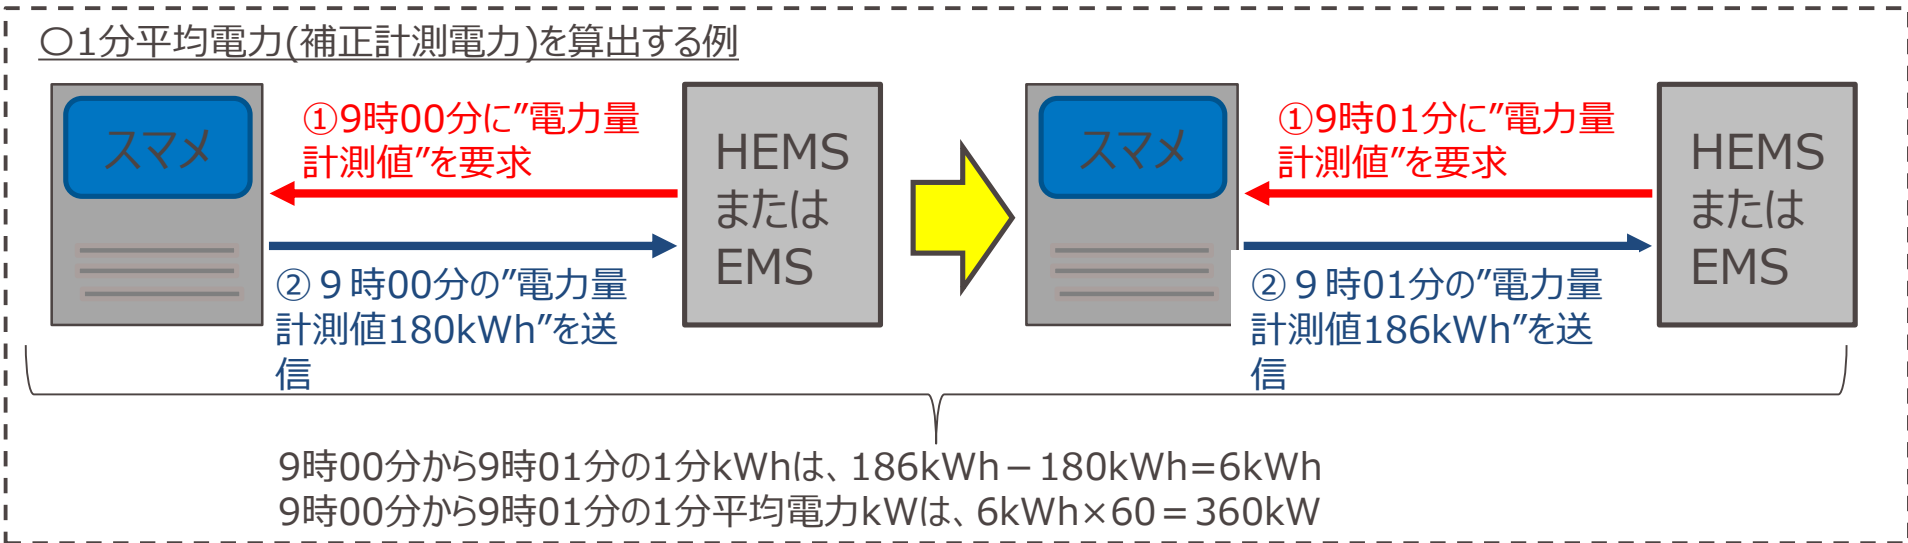 〇1分平均電力(補正計測電力)を算出する例
スマメ
①9時00分に”電力量
計測値”を要求
②９時00分の”電力量
計測値180kWh”を送
信
HEMS
または
EMS
スマメ
①9時01分に”電力量
計測値”を要求
②９時01分の”電力量
計測値186kWh”を送
信
HEMS
または
EMS
9時00分から9時01分の1分kWhは、186kWh－180kWh=6kWh
9時00分から9時01分の1分平均電力kWは、6kWh×60＝360kW